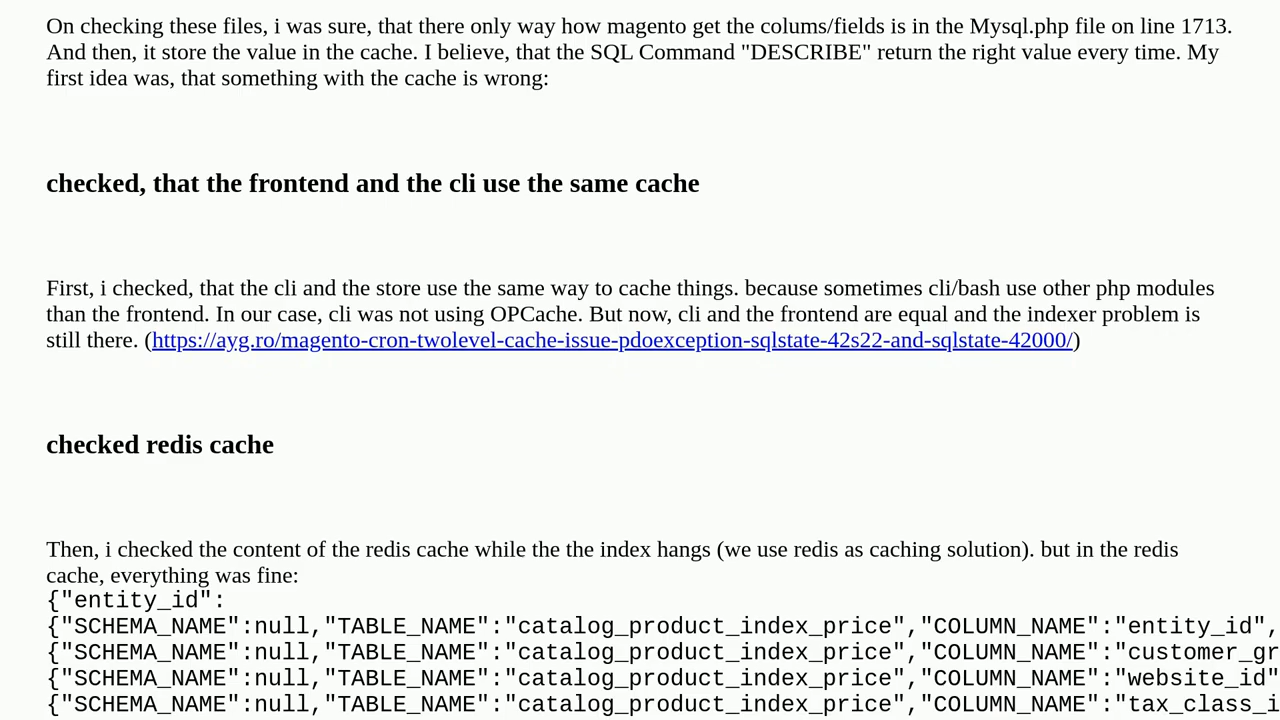 On checking these files, i was sure, that there only way how magento get the colums/fields is in the Mysql.php file on line 1713.
And then, it store the value in the cache. I believe, that the SQL Command "DESCRIBE" return the right value every time. My
first idea was, that something with the cache is wrong:
checked, that the frontend and the cli use the same cache
First, i checked, that the cli and the store use the same way to cache things. because sometimes cli/bash use other php modules
than the frontend. In our case, cli was not using OPCache. But now, cli and the frontend are equal and the indexer problem is
still there. (https://ayg.ro/magento-cron-twolevel-cache-issue-pdoexception-sqlstate-42s22-and-sqlstate-42000/)
checked redis cache
Then, i checked the content of the redis cache while the the index hangs (we use redis as caching solution). but in the redis
cache, everything was fine:
{"entity_id":
{"SCHEMA_NAME":null,"TABLE_NAME":"catalog_product_index_price","COLUMN_NAME":"entity_id",
{"SCHEMA_NAME":null,"TABLE_NAME":"catalog_product_index_price","COLUMN_NAME":"customer_gr
{"SCHEMA_NAME":null,"TABLE_NAME":"catalog_product_index_price","COLUMN_NAME":"website_id"
{"SCHEMA_NAME":null,"TABLE_NAME":"catalog_product_index_price","COLUMN_NAME":"tax_class_i